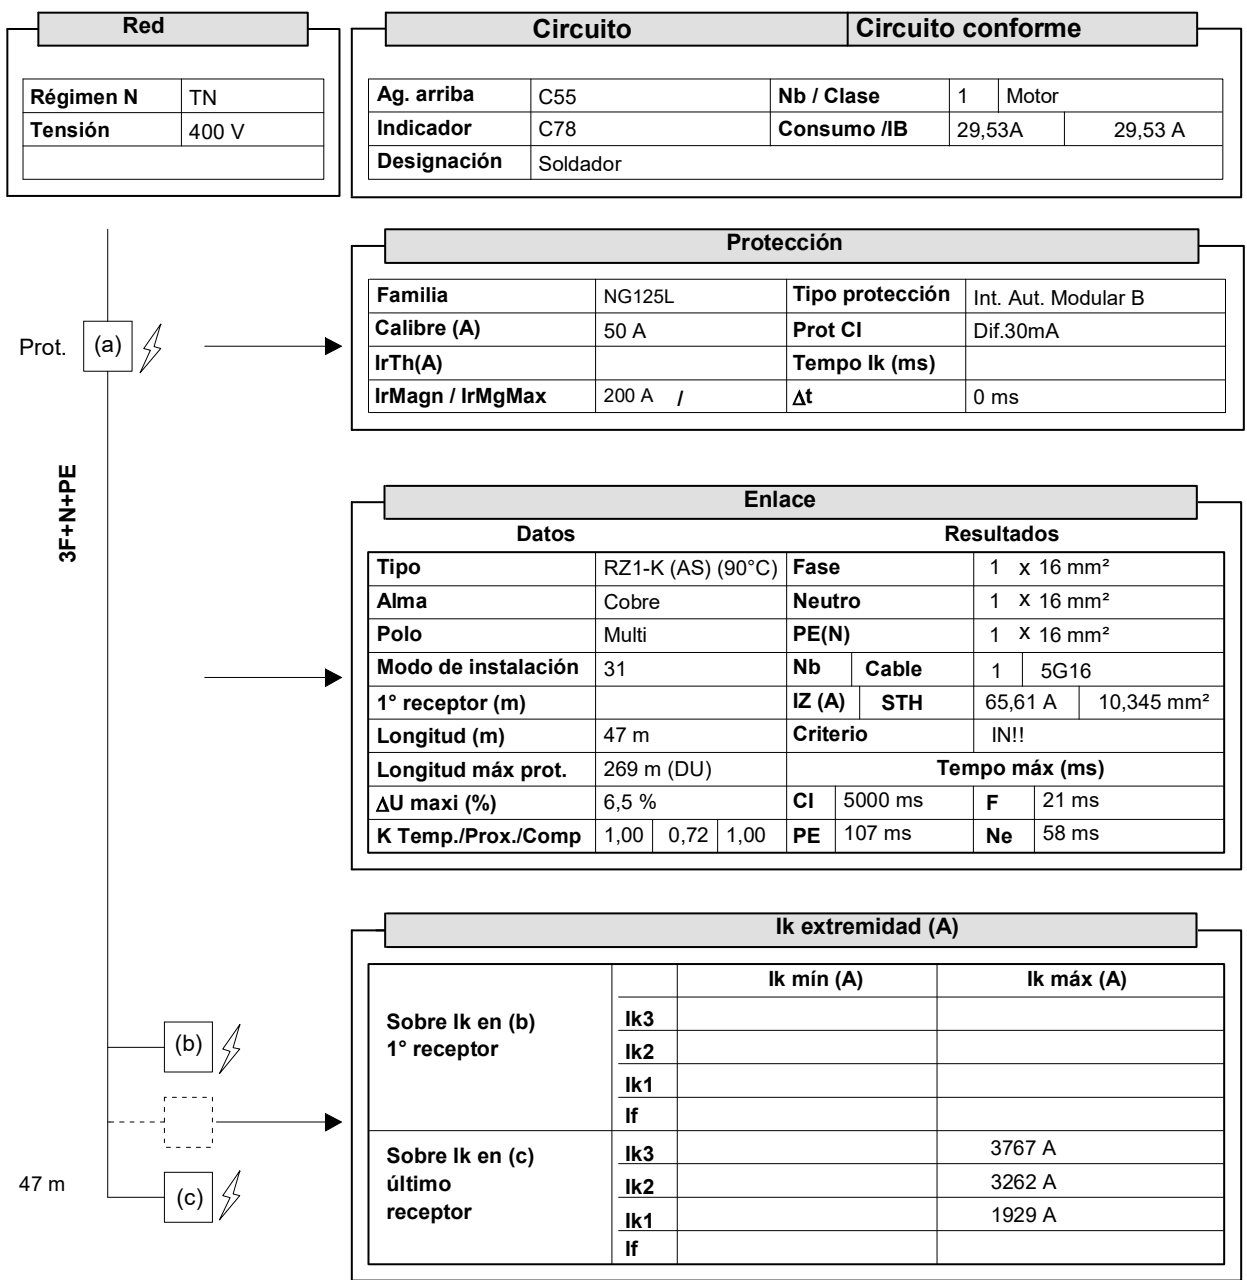 Red
Circuito Circuito conforme
Régimen N TN
Tensión 400 V
Ag. arriba C55 Nb / Clase 1 Motor
Indicador C78 Consumo /IB 29,53A 29,53 A
Designación Soldador
Protección
Familia NG125L Tipo protección Int. Aut. Modular B
Calibre (A) 50 A Prot CI Dif.30mA
IrTh(A) Tempo Ik (ms)
IrMagn / IrMgMax 200 A / Δt 0 ms
Prot. (a)
3F+N+PE
Enlace
Datos Resultados
Tipo RZ1-K (AS) (90°C) Fase 1 x 16 mm²
Alma Cobre Neutro 1 x 16 mm²
Polo Multi PE(N) 1 x 16 mm²
Modo de instalación 31 Nb Cable 1 5G16
1° receptor (m) IZ (A) STH 65,61 A 10,345 mm²
Longitud (m) 47 m Criterio IN!!
Longitud máx prot. 269 m (DU) Tempo máx (ms)
ΔU maxi (%) 6,5 % CI 5000 ms F 21 ms
K Temp./Prox./Comp 1,00 0,72 1,00 PE 107 ms Ne 58 ms
Ik extremidad (A)
Ik mín (A) Ik máx (A)
(b)
Sobre Ik en (b)
1° receptor
Ik3
Ik2
Ik1
If
47 m
(c)
Sobre Ik en (c)
último
receptor
Ik3 3767 A
Ik2 3262 A
Ik1 1929 A
If